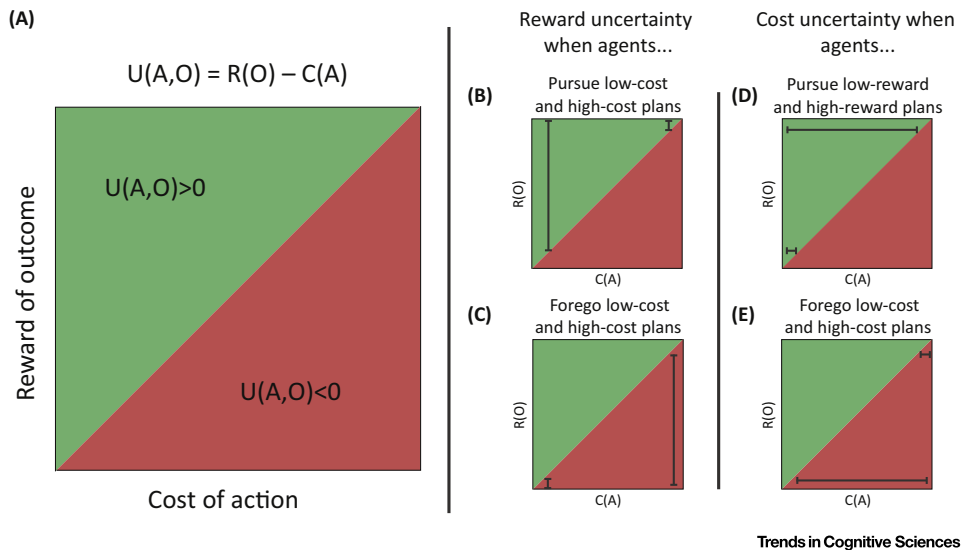 (A)
U(A,O) = R(O) – C(A)
U(A,O)>0
U(A,O)<0
Reward of outcome
Cost of action
Reward uncertainty
when agents...
(B)
Pursue low-cost
and high-cost plans
R(O)
C(A)
(C)
Forego low-cost
and high-cost plans
R(O)
C(A)
Cost uncertainty when
agents...
(D)
Pursue low-reward
and high-reward plans
R(O)
C(A)
(E)
Forego low-cost
and high-cost plans
R(O)
C(A)
Trends in Cognitive Sciences